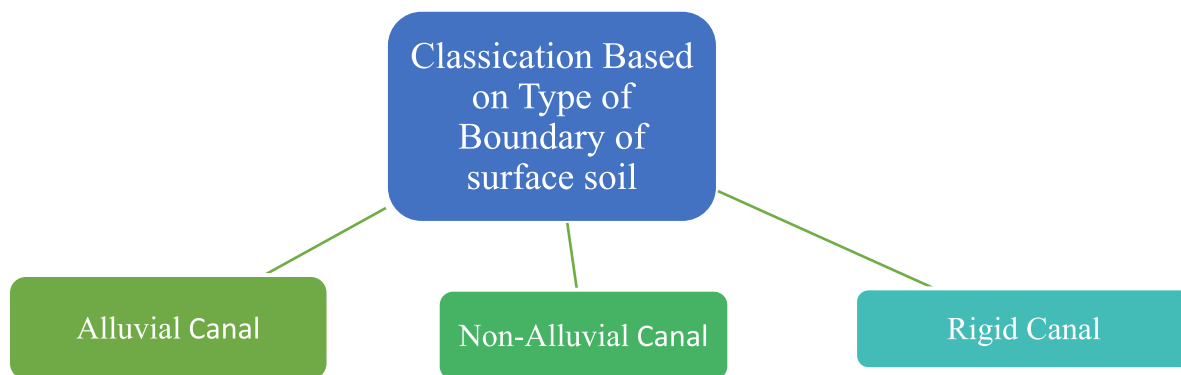 Classication Based
on Type of
Boundary of
surface soil
Alluvial Canal
Non-Alluvial Canal
Rigid Canal